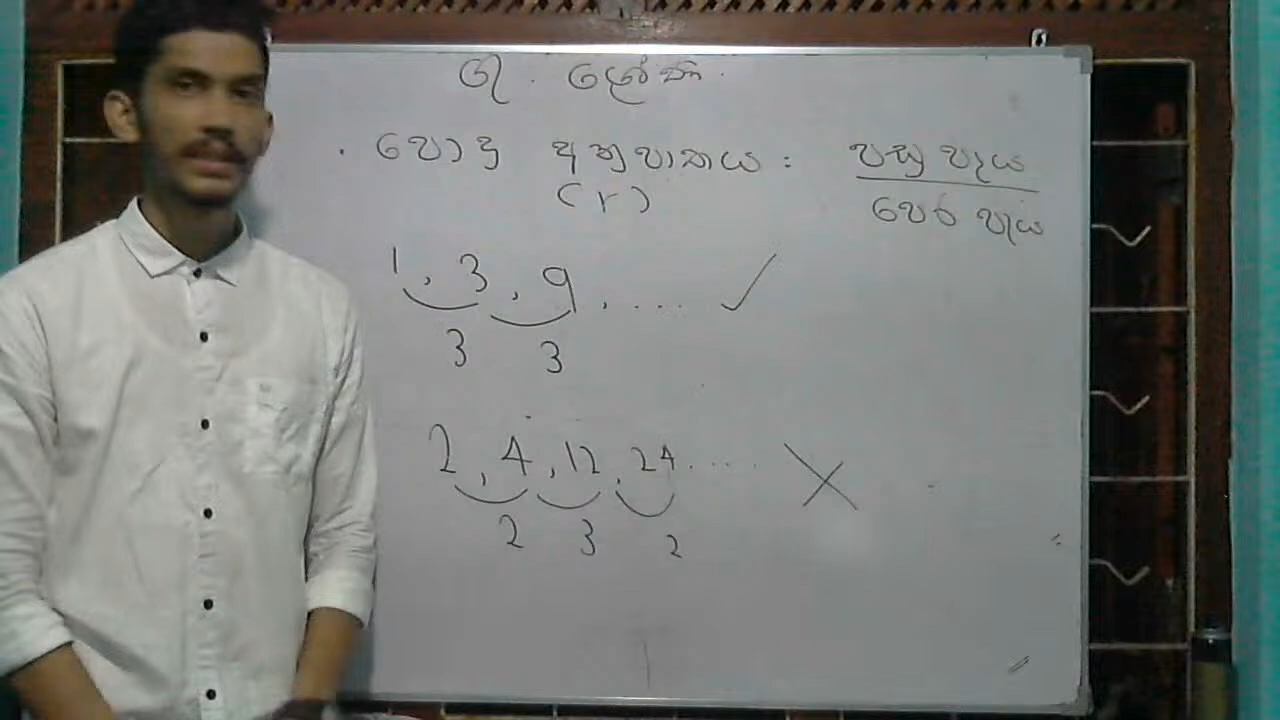 ගු. ශ්‍රේඪි.
. පොදු අනුපාතය : පසු පදය
(r) පෙර පදය
1, 3, 9, .... ✓
3 3
2, 4, 12, 24.... ✗
2 3 2